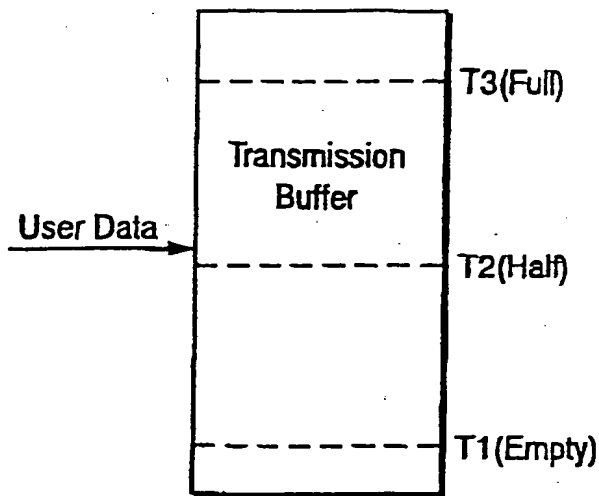 T3(Full)
Transmission
Buffer
User Data
T2(Half)
T1(Empty)